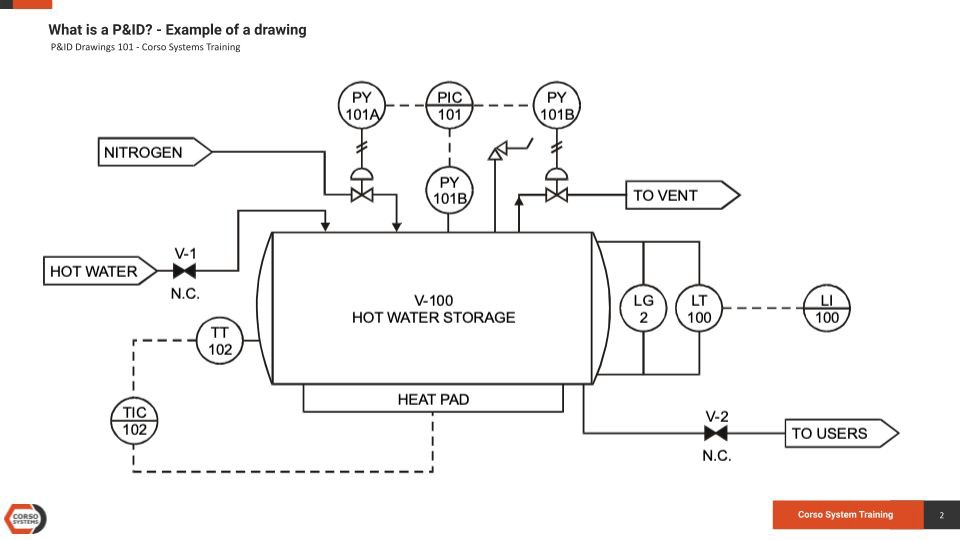 What is a P&ID? - Example of a drawing
P&ID Drawings 101 - Corso Systems Training
PY
101A
PIC
101
PY
101B
NITROGEN
PY
101B
TO VENT
V-1
HOT WATER
N.C.
V-100
HOT WATER STORAGE
LG
2
LT
100
LI
100
TT
102
HEAT PAD
TIC
102
V-2
TO USERS
N.C.
CORSO
SYSTEMS
Corso System Training
2